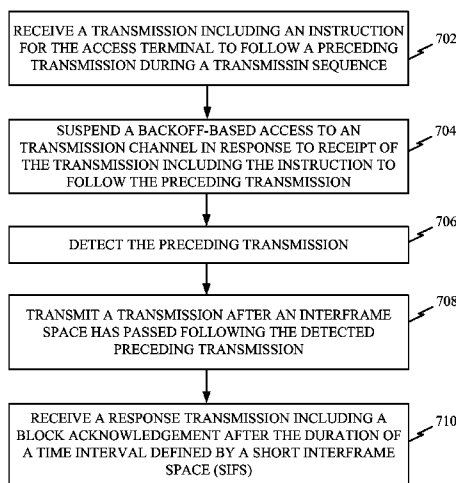 RECEIVE A TRANSMISSION INCLUDING AN INSTRUCTION
FOR THE ACCESS TERMINAL TO FOLLOW A PRECEDING
TRANSMISSION DURING A TRANSMISSIN SEQUENCE
702
SUSPEND A BACKOFF-BASED ACCESS TO AN
TRANSMISSION CHANNEL IN RESPONSE TO RECEIPT OF
THE TRANSMISSION INCLUDING THE INSTRUCTION TO
FOLLOW THE PRECEDING TRANSMISSION
704
DETECT THE PRECEDING TRANSMISSION
706
TRANSMIT A TRANSMISSION AFTER AN INTERFRAME
SPACE HAS PASSED FOLLOWING THE DETECTED
PRECEDING TRANSMISSION
708
RECEIVE A RESPONSE TRANSMISSION INCLUDING A
BLOCK ACKNOWLEDGEMENT AFTER THE DURATION OF
A TIME INTERVAL DEFINED BY A SHORT INTERFRAME
SPACE (SIFS)
710